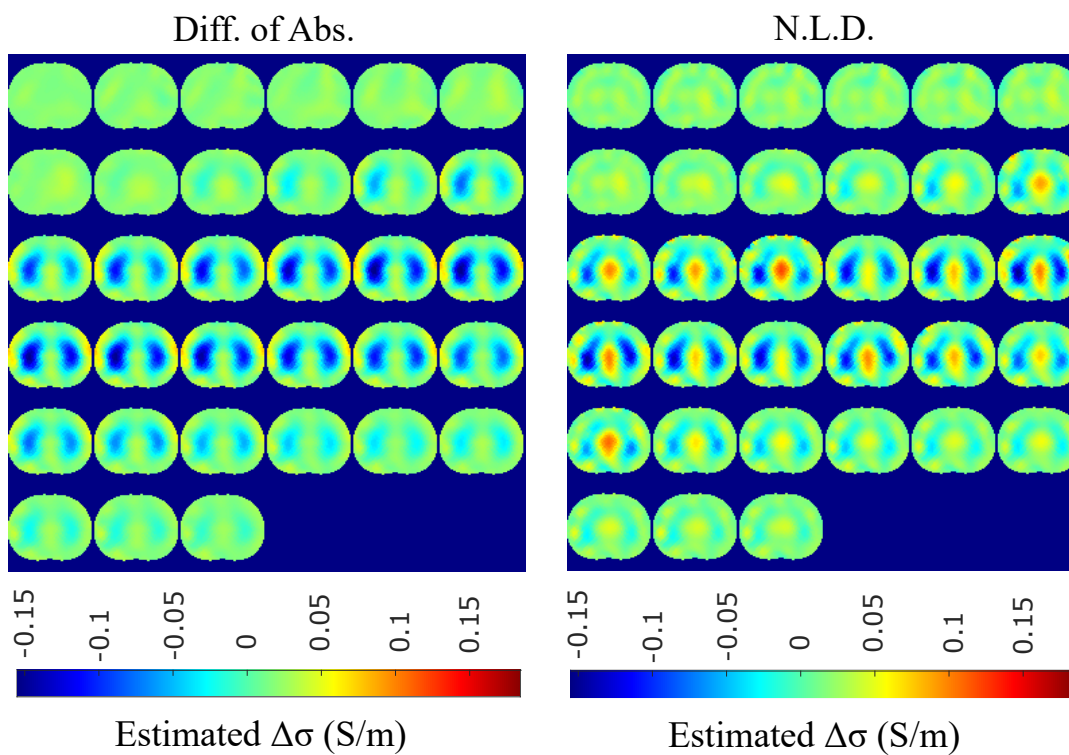 Diff. of Abs.
N.L.D.
-0.15 -0.1 -0.05 0 0.05 0.1 0.15
-0.15 -0.1 -0.05 0 0.05 0.1 0.15
Estimated Δσ (S/m)
Estimated Δσ (S/m)